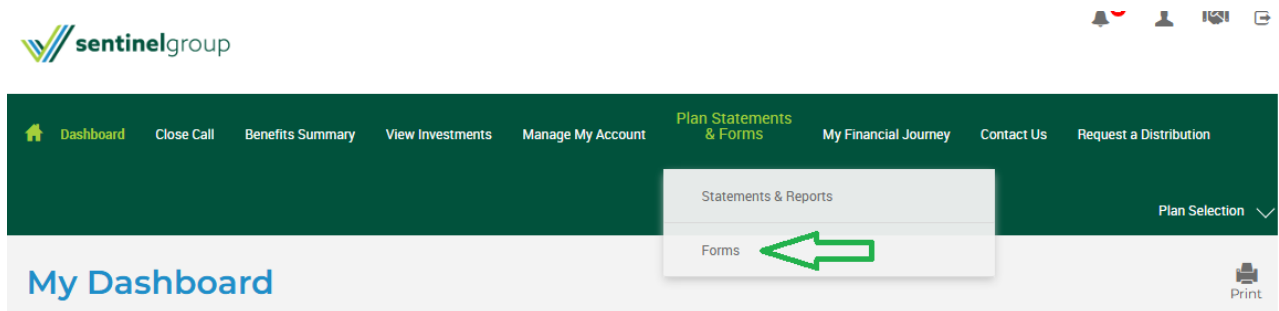 sentinelgroup
Dashboard
Close Call
Benefits Summary
View Investments
Manage My Account
Plan Statements
& Forms
My Financial Journey
Contact Us
Request a Distribution
Statements & Reports
Plan Selection
Forms
My Dashboard
Print